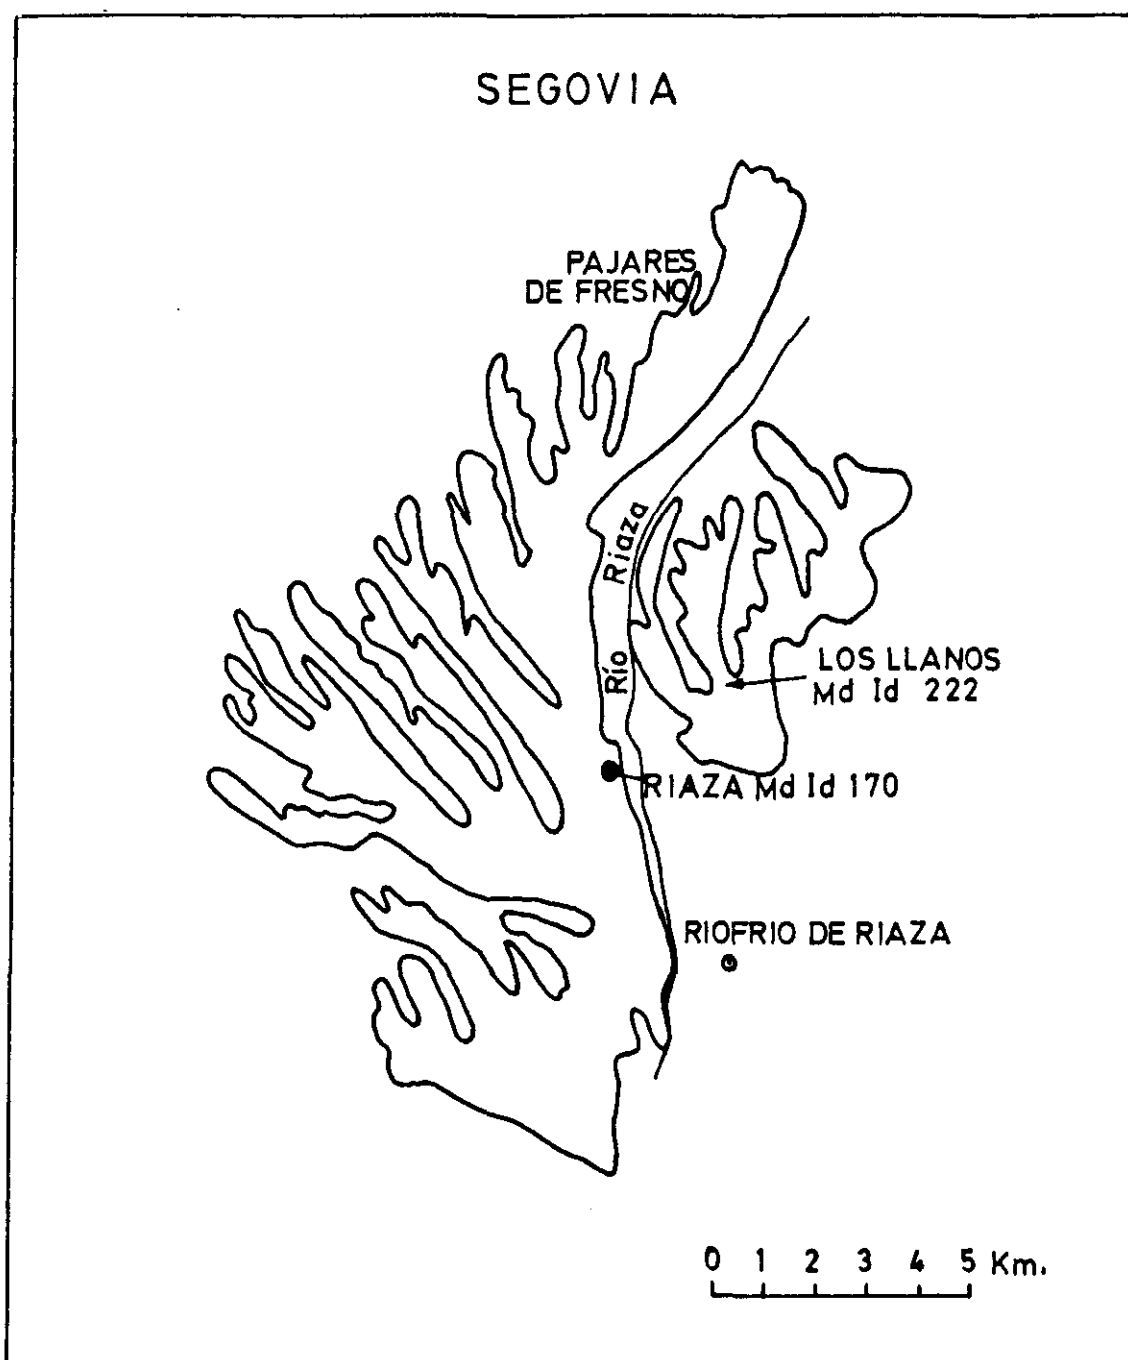 SEGOVIA
PAJARES
DE FRESNO
Río Ríaza
LOS LLANOS
Md Id 222
RIAZA Md Id 170
RIOFRIO DE RIAZA
0 1 2 3 4 5 Km.